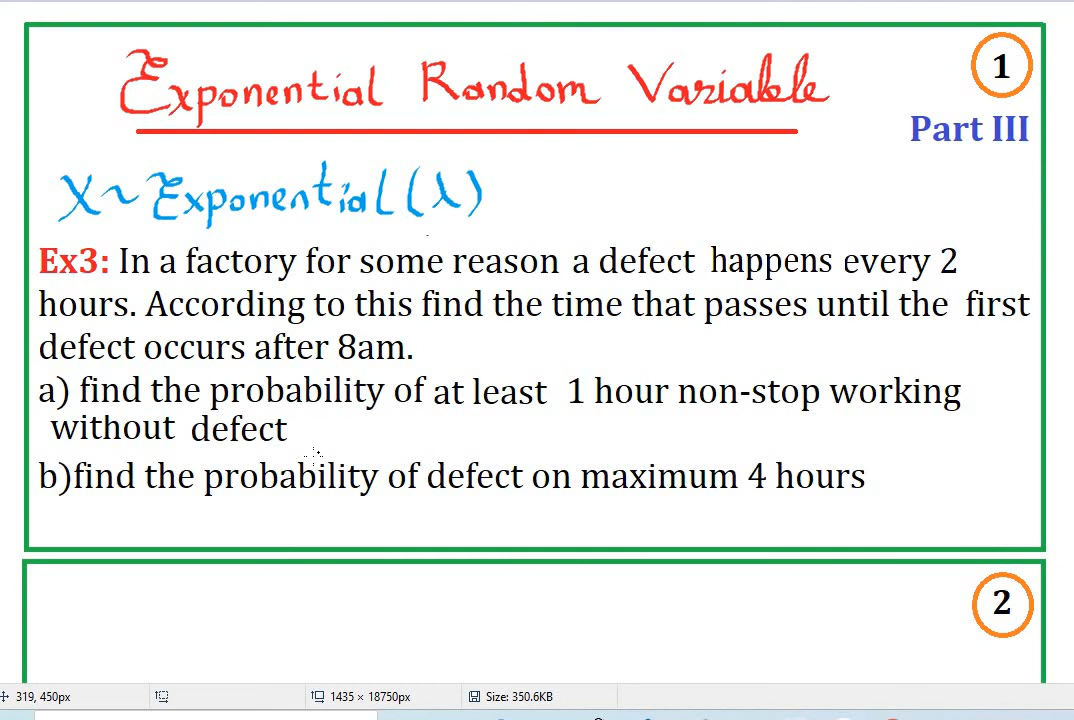 Exponential Random Variable
1
Part III
X ~ Exponential (λ)
Ex3: In a factory for some reason a defect happens every 2
hours. According to this find the time that passes until the first
defect occurs after 8am.
a) find the probability of at least 1 hour non-stop working
without defect
b)find the probability of defect on maximum 4 hours
2
319, 450px
1435 × 18750px
Size: 350.6KB